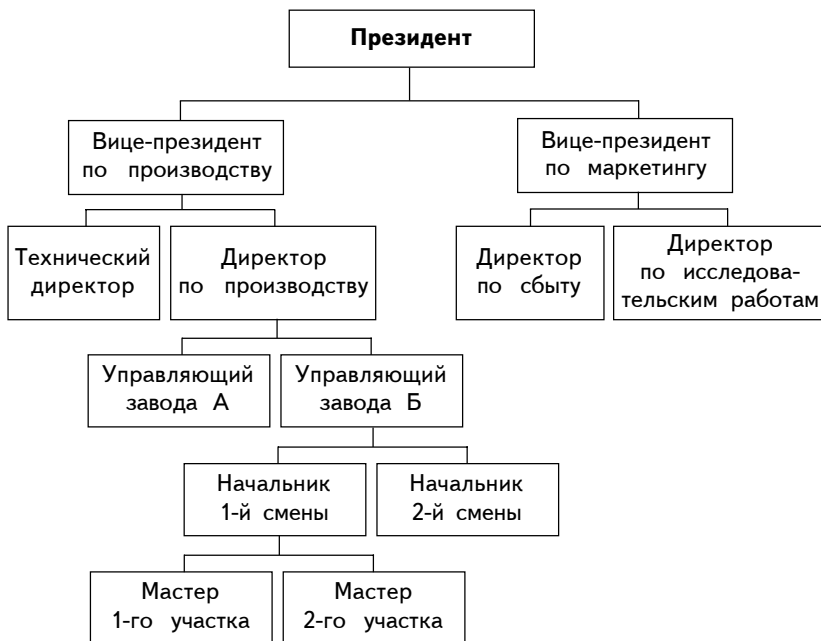 Президент
Вице-президент
по производству
Вице-президент
по маркетингу
Технический
директор
Директор
по производству
Директор
по сбыту
Директор
по исследова-
тельским работам
Управляющий
завода А
Управляющий
завода Б
Начальник
1-й смены
Начальник
2-й смены
Мастер
1-го участка
Мастер
2-го участка